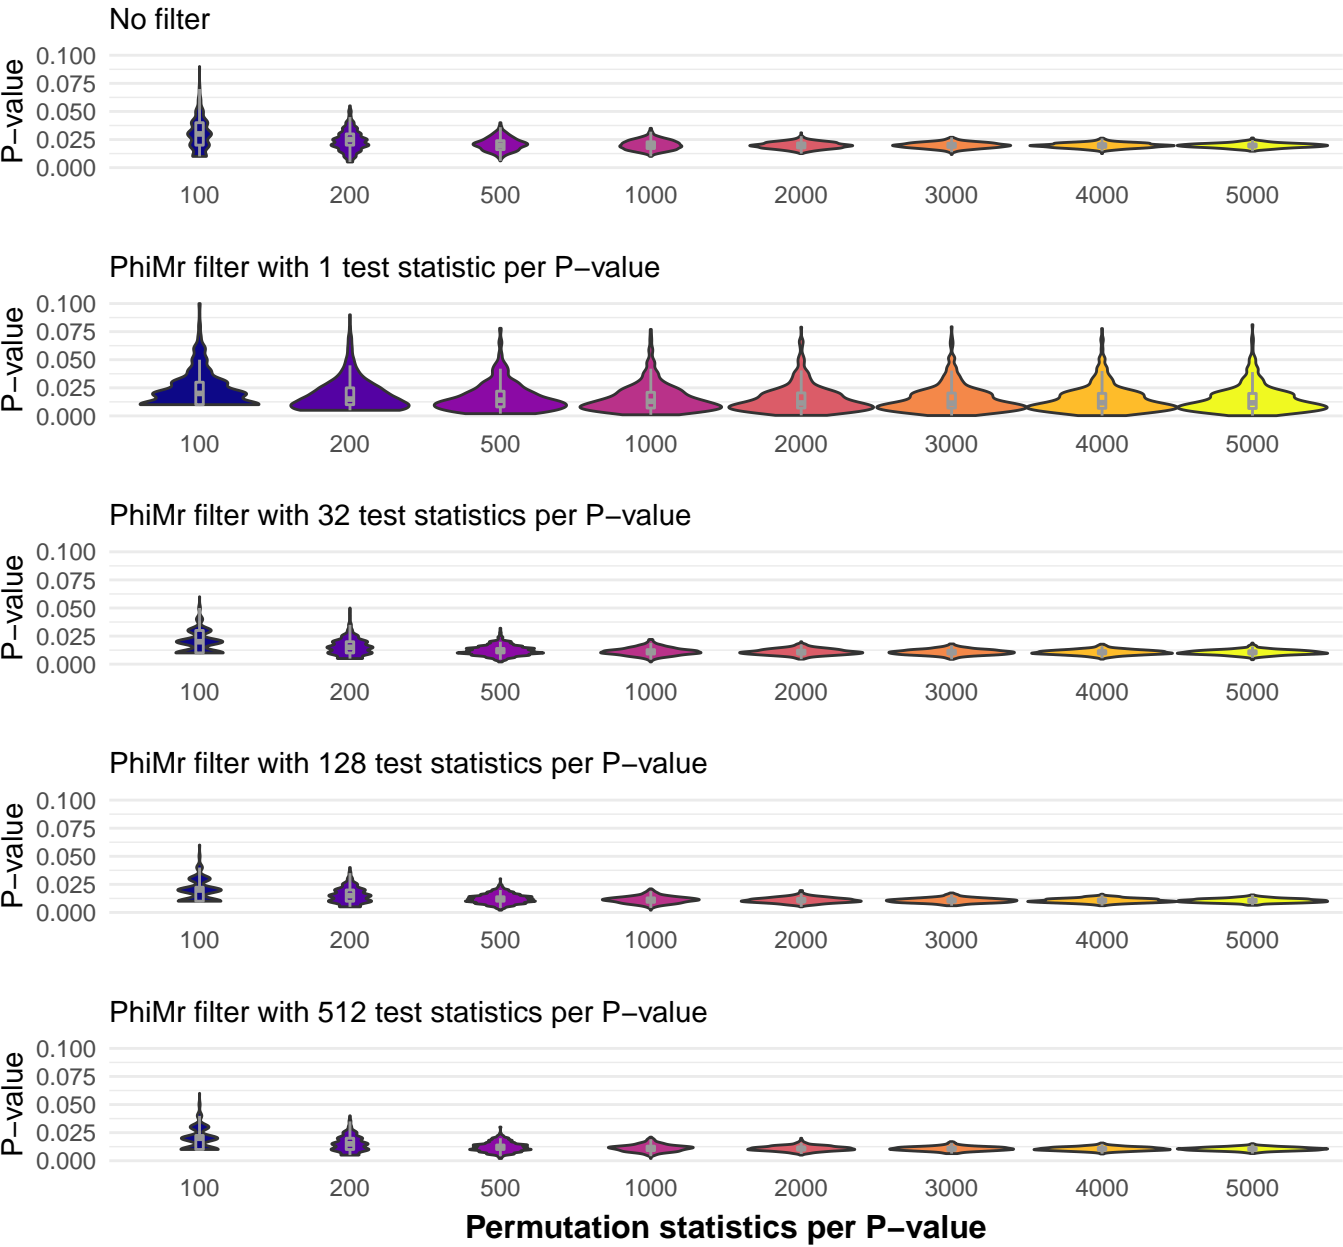 No filter
P−value
0.100
0.075
0.050
0.025
0.000
100 200 500 1000 2000 3000 4000 5000
PhiMr filter with 1 test statistic per P−value
P−value
0.100
0.075
0.050
0.025
0.000
100 200 500 1000 2000 3000 4000 5000
PhiMr filter with 32 test statistics per P−value
P−value
0.100
0.075
0.050
0.025
0.000
100 200 500 1000 2000 3000 4000 5000
PhiMr filter with 128 test statistics per P−value
P−value
0.100
0.075
0.050
0.025
0.000
100 200 500 1000 2000 3000 4000 5000
PhiMr filter with 512 test statistics per P−value
P−value
0.100
0.075
0.050
0.025
0.000
100 200 500 1000 2000 3000 4000 5000
Permutation statistics per P−value